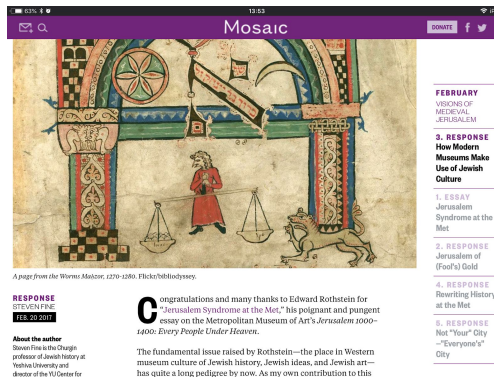 63%
13:53
Mosaic
DONATE
A page from the Worms Maḥzor, 1270-1280. Flickr/bibliodyssey.
RESPONSE
STEVEN FINE
FEB. 20 2017
About the author
Steven Fine is the Churgin
professor of Jewish history at
Yeshiva University and
director of the YU Center for
Congratulations and many thanks to Edward Rothstein for
"Jerusalem Syndrome at the Met," his poignant and pungent
essay on the Metropolitan Museum of Art's Jerusalem 1000–
1400: Every People Under Heaven.
The fundamental issue raised by Rothstein—the place in Western
museum culture of Jewish history, Jewish ideas, and Jewish art—
has quite a long pedigree by now. As my own contribution to this
FEBRUARY
VISIONS OF
MEDIEVAL
JERUSALEM
3. RESPONSE
How Modern
Museums Make
Use of Jewish
Culture
1. ESSAY
Jerusalem
Syndrome at the
Met
2. RESPONSE
Jerusalem of
(Fool's) Gold
4. RESPONSE
Rewriting History
at the Met
5. RESPONSE
Not "Your" City
—"Everyone's"
City